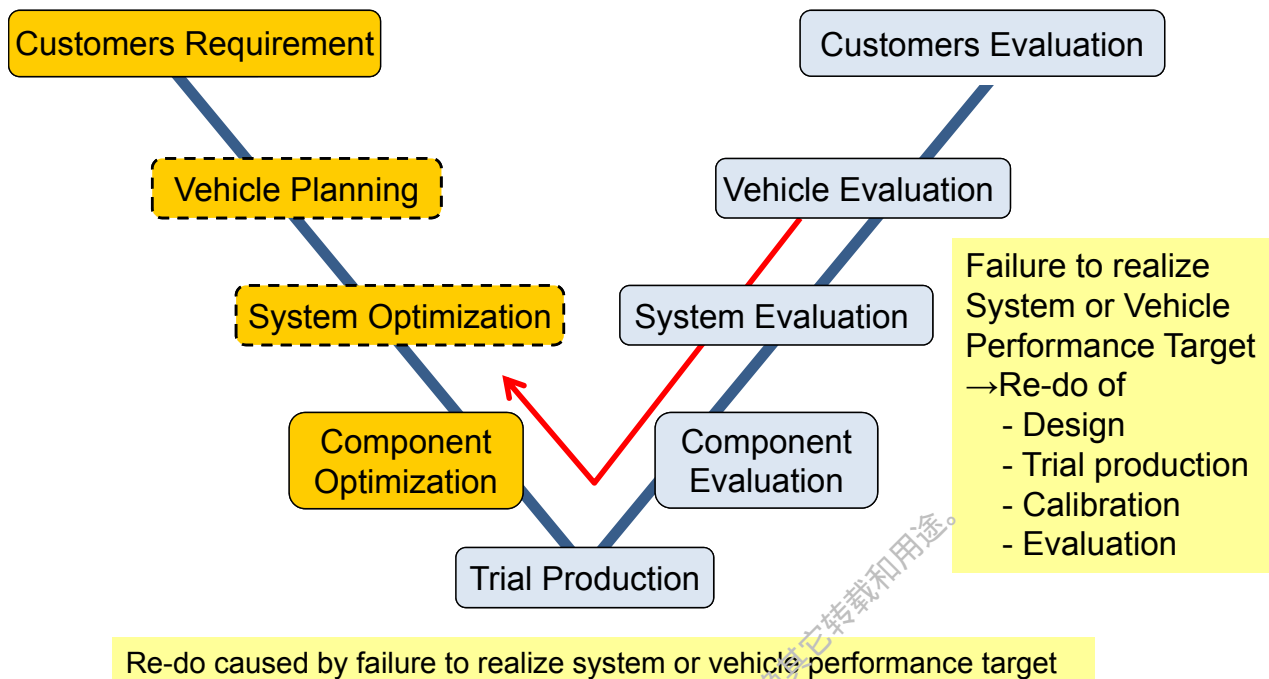 Customers Requirement
Customers Evaluation
Vehicle Planning
Vehicle Evaluation
System Optimization
System Evaluation
Component
Optimization
Component
Evaluation
Trial Production
Failure to realize
System or Vehicle
Performance Target
→Re-do of
- Design
- Trial production
- Calibration
- Evaluation
其它转载和用途。
Re-do caused by failure to realize system or vehicle performance target